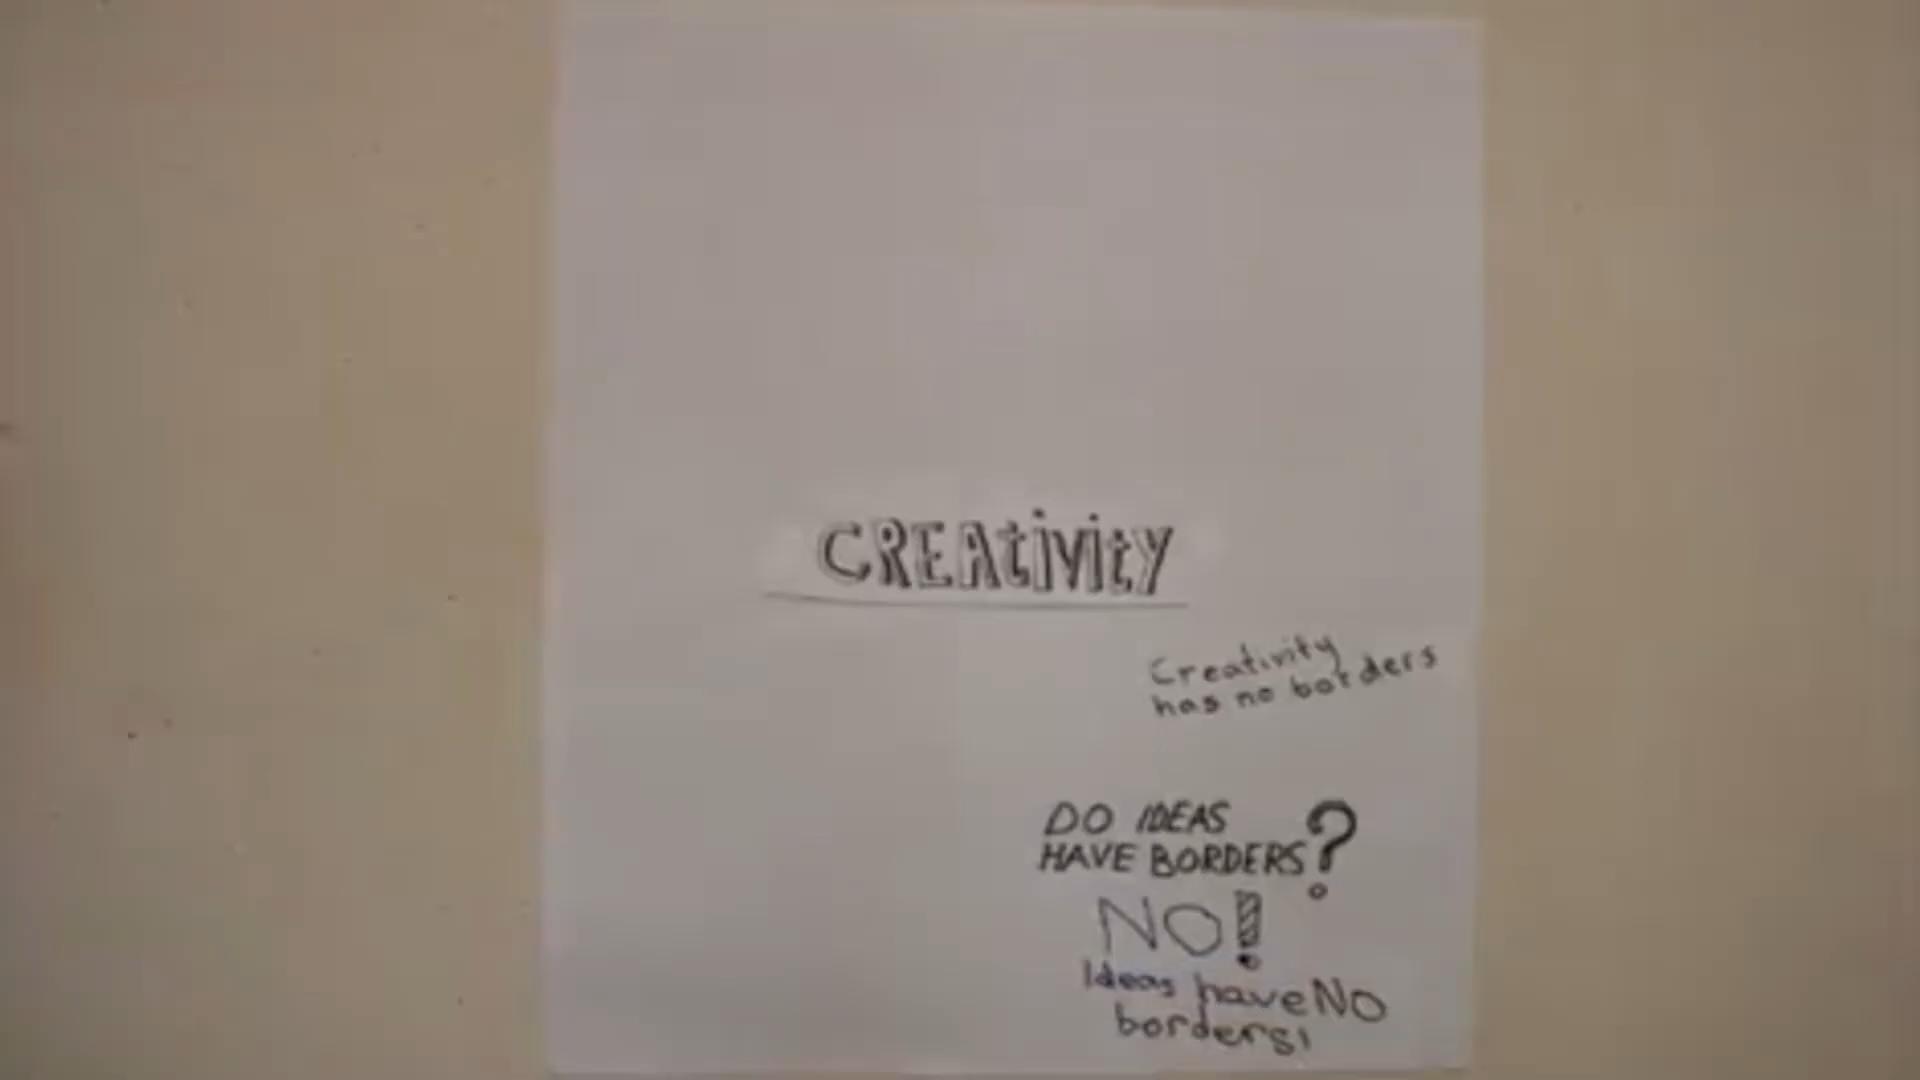 CREAtiVitY
Creativity
has no borders
DO IDEAS
HAVE BORDERS?
NO!
Ideas have NO
borders!